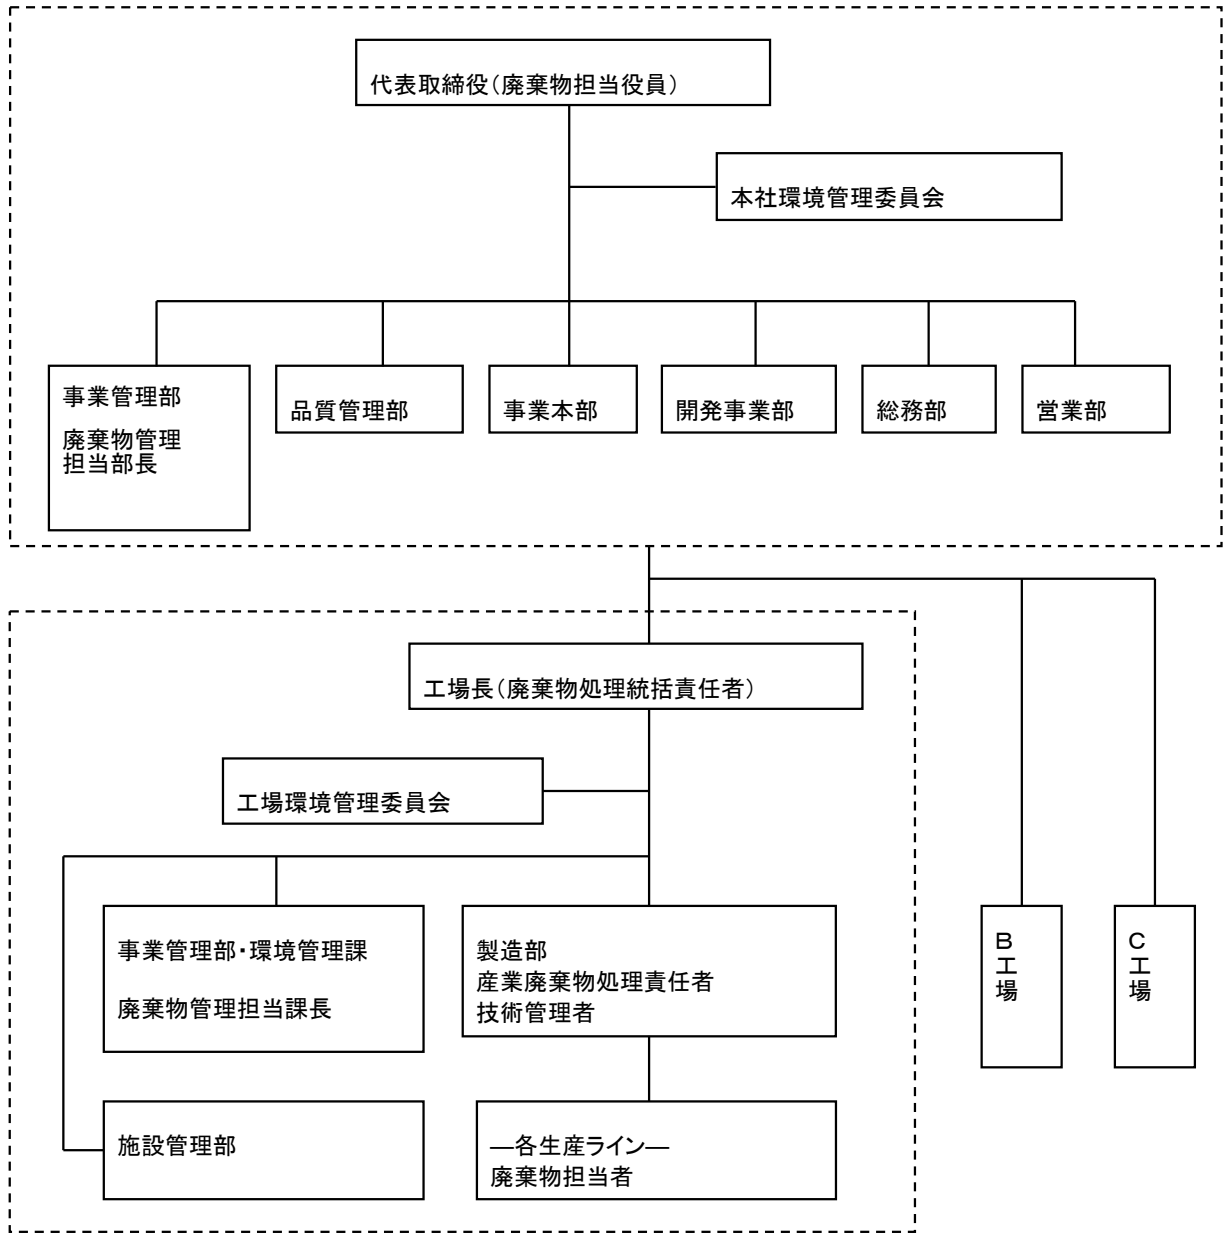 代表取締役(廃棄物担当役員)
本社環境管理委員会
事業管理部
廃棄物管理
担当部長
品質管理部
事業本部
開発事業部
総務部
営業部
工場長(廃棄物処理統括責任者)
工場環境管理委員会
事業管理部・環境管理課
廃棄物管理担当課長
製造部
産業廃棄物処理責任者
技術管理者
B工場
C工場
施設管理部
―各生産ライン―
廃棄物担当者